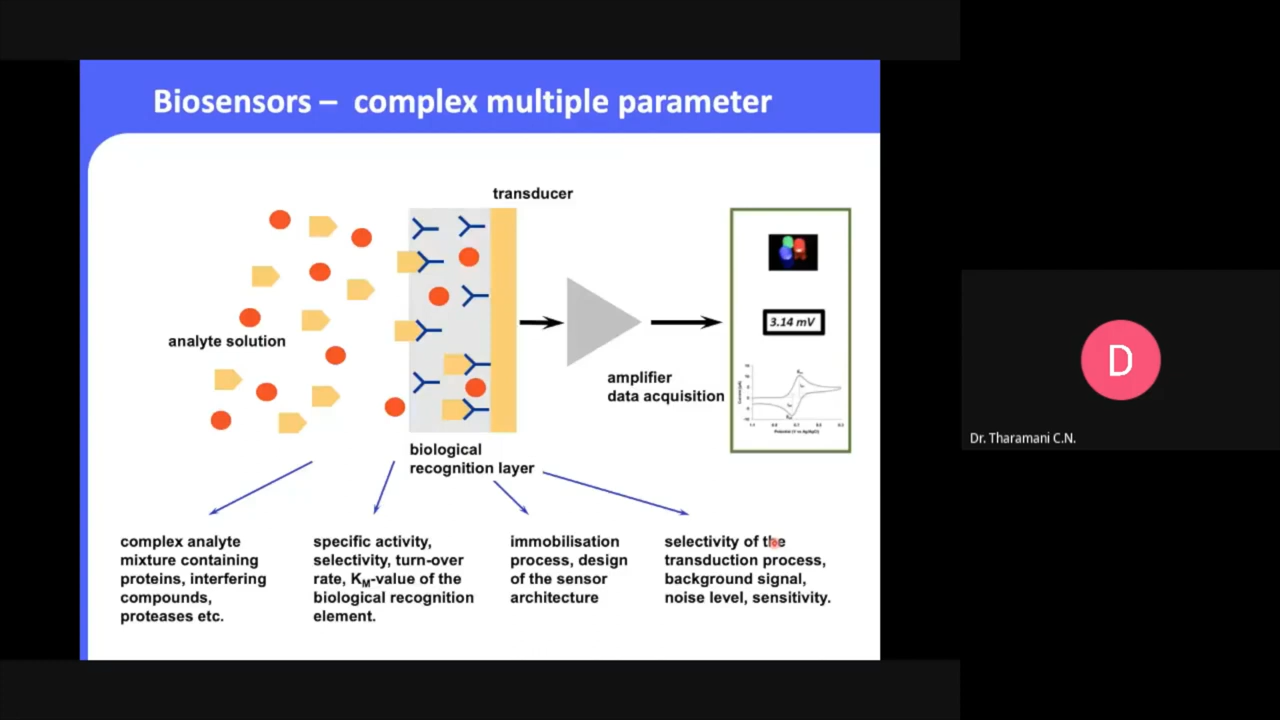 Biosensors – complex multiple parameter
transducer
analyte solution
3.14 mV
amplifier
data acquisition
biological
recognition layer
complex analyte
mixture containing
proteins, interfering
compounds,
proteases etc.
specific activity,
selectivity, turn-over
rate, KM-value of the
biological recognition
element.
immobilisation
process, design
of the sensor
architecture
selectivity of the
transduction process,
background signal,
noise level, sensitivity.
D
Dr. Tharamani C.N.